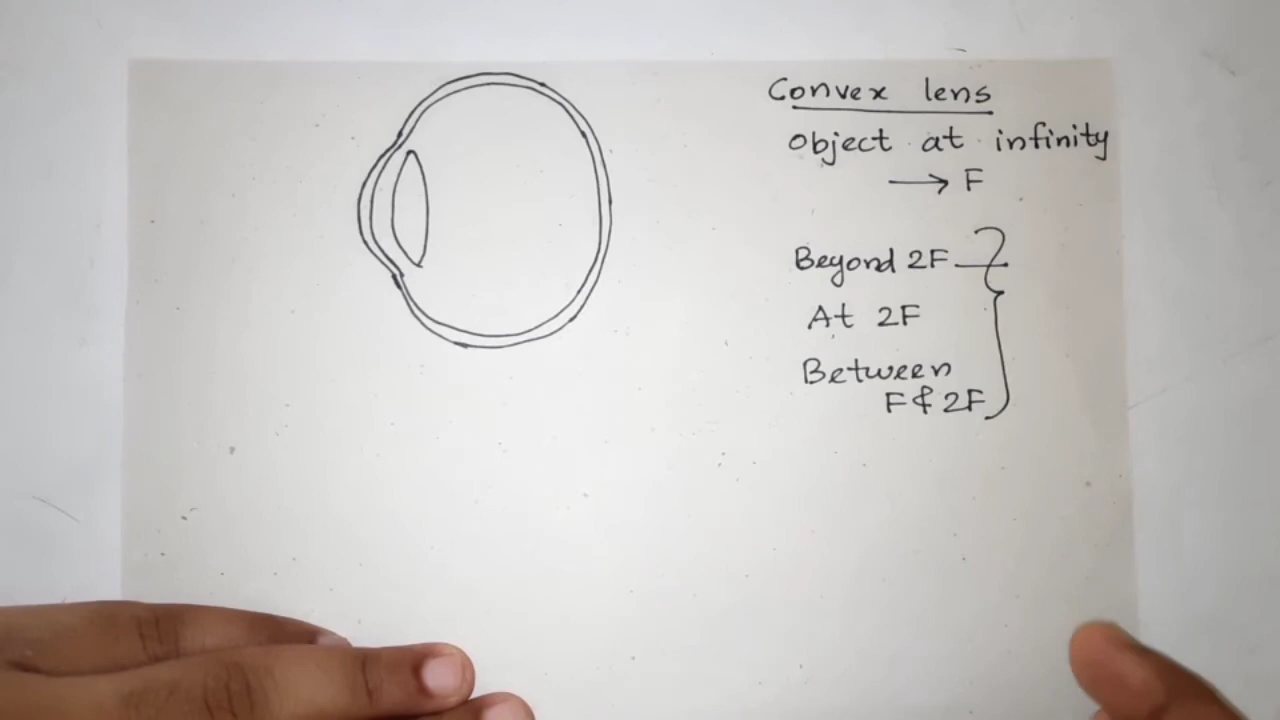 Convex lens
Object at infinity
→ F
Beyond 2F
At 2F
Between
F & 2F